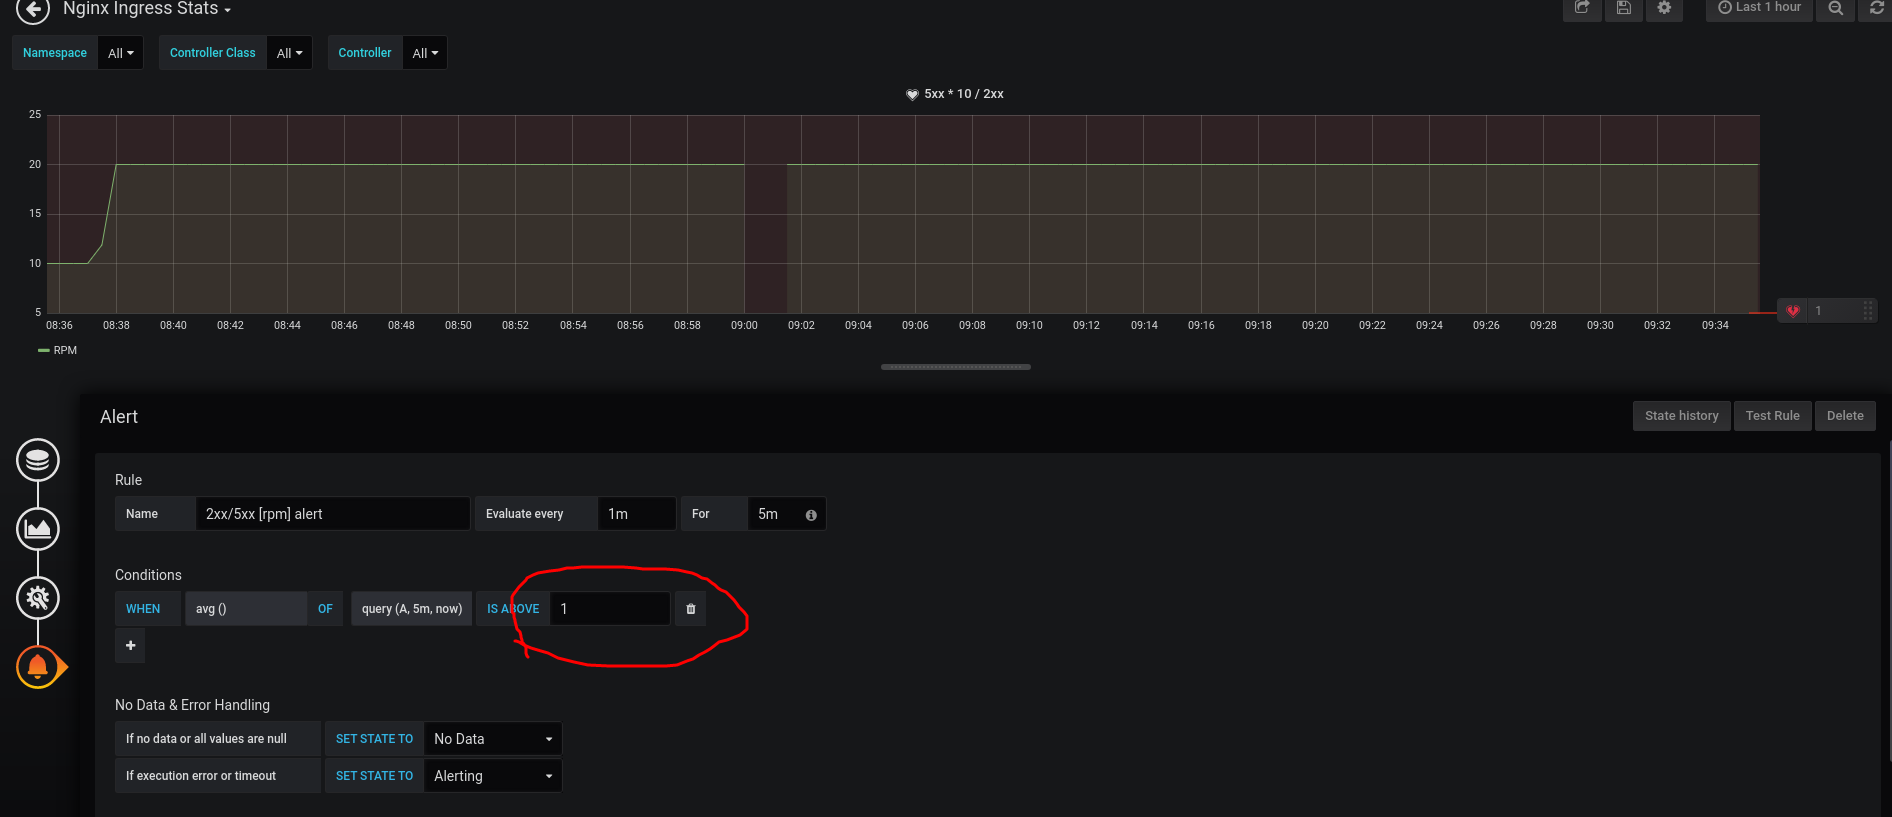 Nginx Ingress Stats
Last 1 hour
Namespace All Controller Class All Controller All
5xx * 10 / 2xx
25
20
15
10
5
08:36 08:38 08:40 08:42 08:44 08:46 08:48 08:50 08:52 08:54 08:56 08:58 09:00 09:02 09:04 09:06 09:08 09:10 09:12 09:14 09:16 09:18 09:20 09:22 09:24 09:26 09:28 09:30 09:32 09:34
1
RPM
Alert
State history Test Rule Delete
Rule
Name 2xx/5xx [rpm] alert Evaluate every 1m For 5m
Conditions
WHEN avg () OF query (A, 5m, now) IS ABOVE 1
No Data & Error Handling
If no data or all values are null SET STATE TO No Data
If execution error or timeout SET STATE TO Alerting